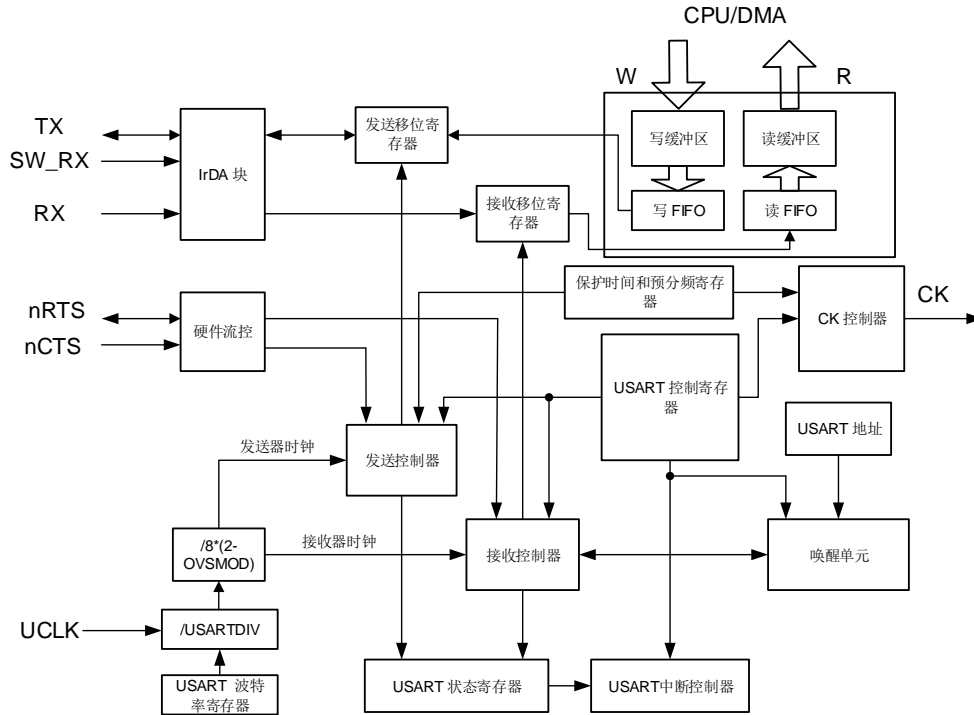 CPU/DMA
W
R
TX
SW_RX
RX
IrDA 块
发送移位寄
存器
写缓冲区
读缓冲区
接收移位寄
存器
写 FIFO
读 FIFO
保护时间和预分频寄存
器
CK 控制器
CK
nRTS
nCTS
硬件流控
USART 控制寄存
器
USART 地址
发送器时钟
发送控制器
/8*(2-
OVSMOD)
接收器时钟
接收控制器
唤醒单元
UCLK
/USARTDIV
USART 波特
率寄存器
USART 状态寄存器
USART中断控制器